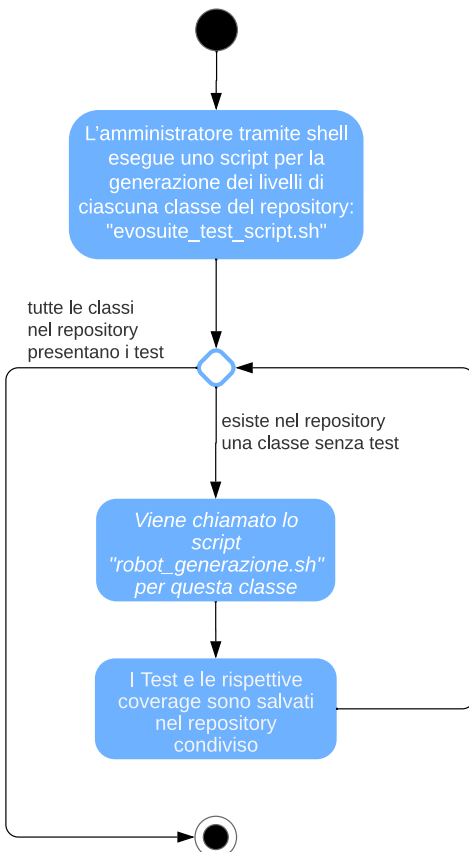 L'amministratore tramite shell
esegue uno script per la
generazione dei livelli di
ciascuna classe del repository:
"evosuite_test_script.sh"
tutte le classi
nel repository
presentano i test
esiste nel repository
una classe senza test
Viene chiamato lo
script
"robot_generazione.sh"
per questa classe
I Test e le rispettive
coverage sono salvati
nel repository
condiviso